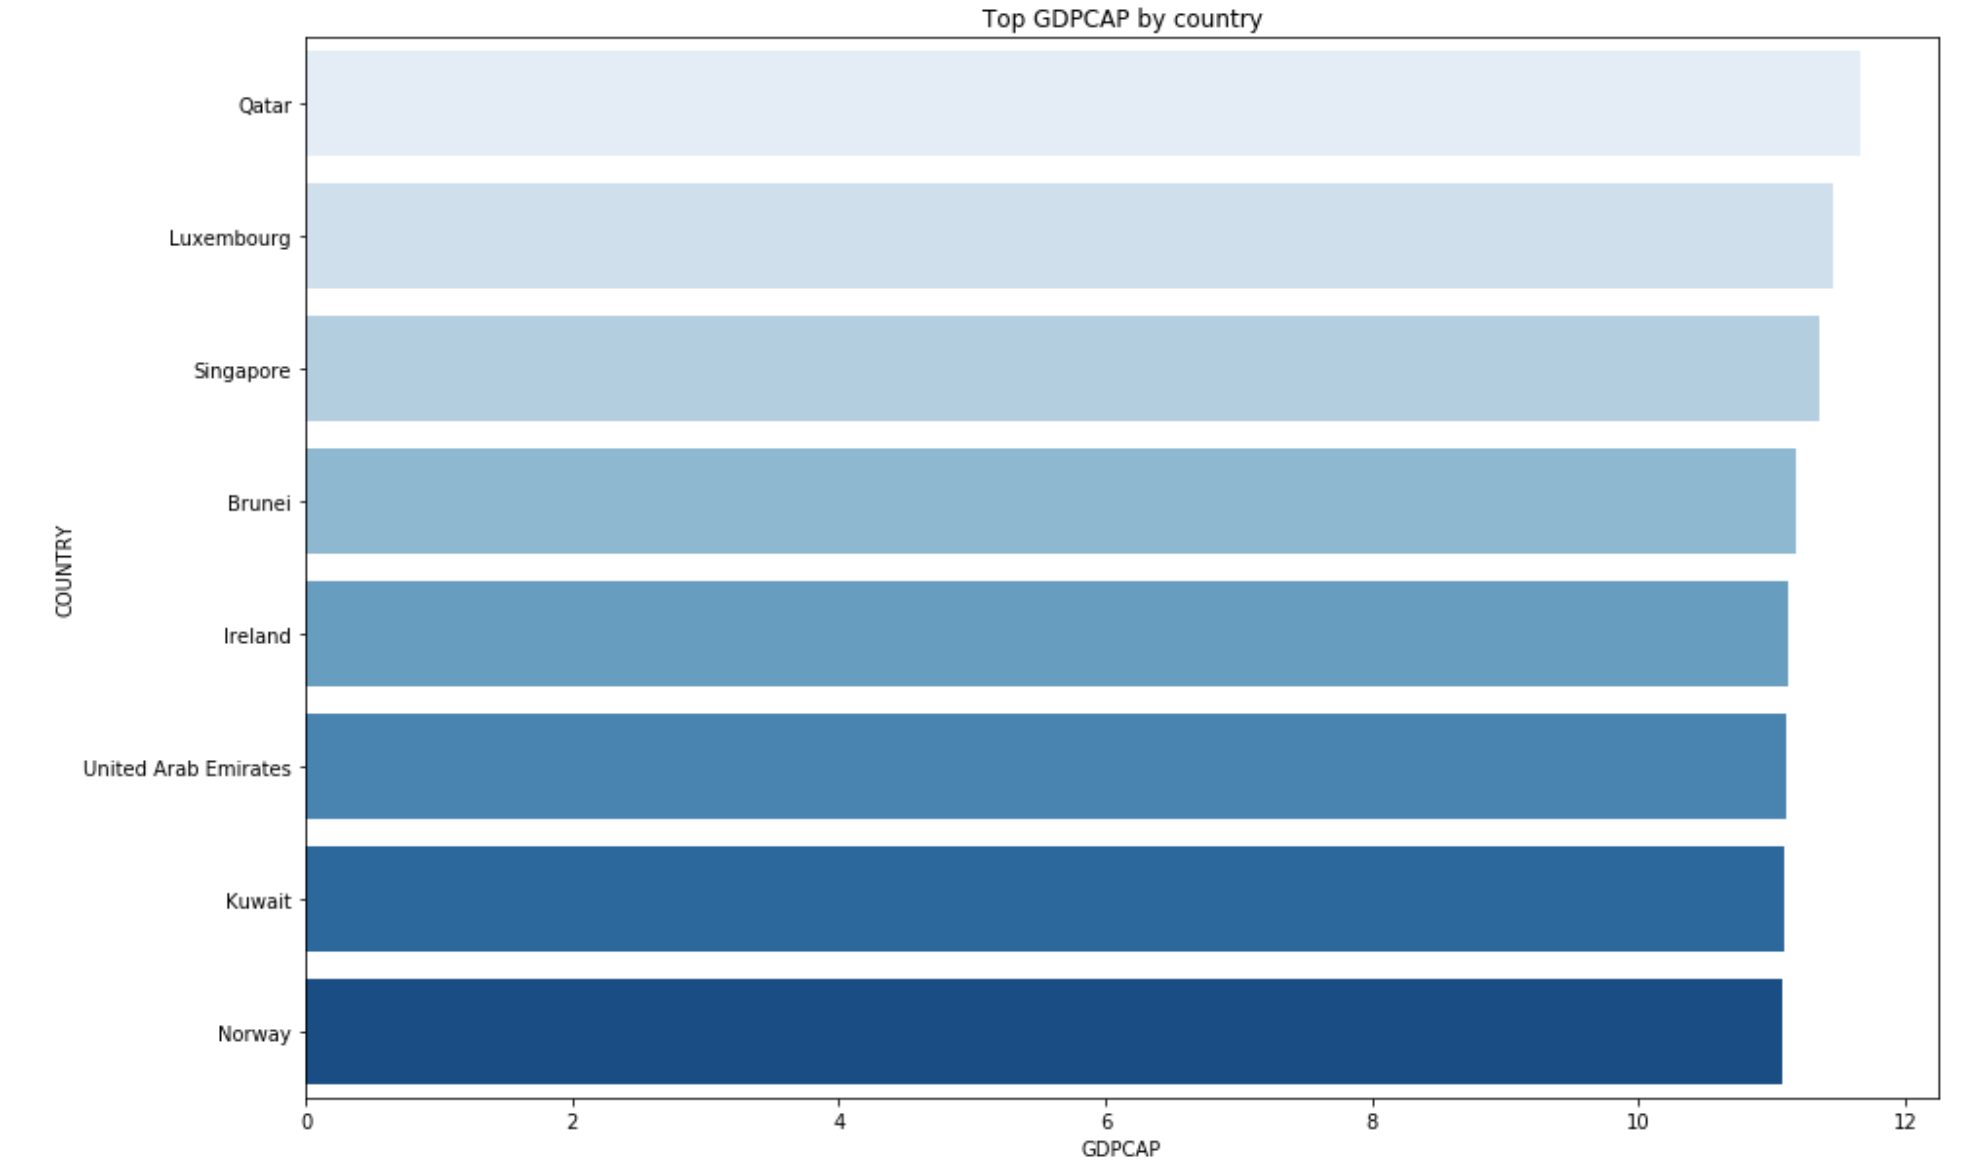 Top GDPCAP by country
Qatar
Luxembourg
Singapore
Brunei
COUNTRY
Ireland
United Arab Emirates
Kuwait
Norway
0 2 4 6 8 10 12
GDPCAP